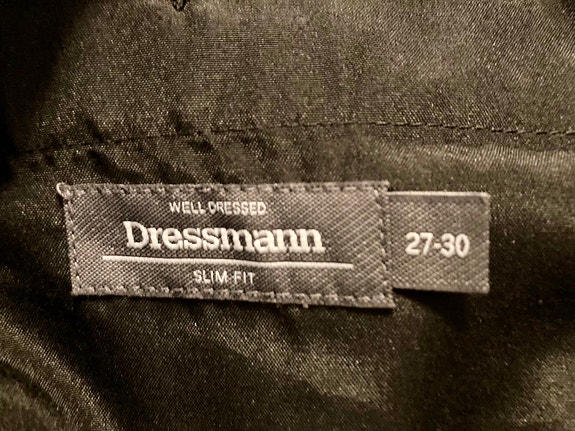 WELL DRESSED
Dressmann
SLIM FIT
27-30